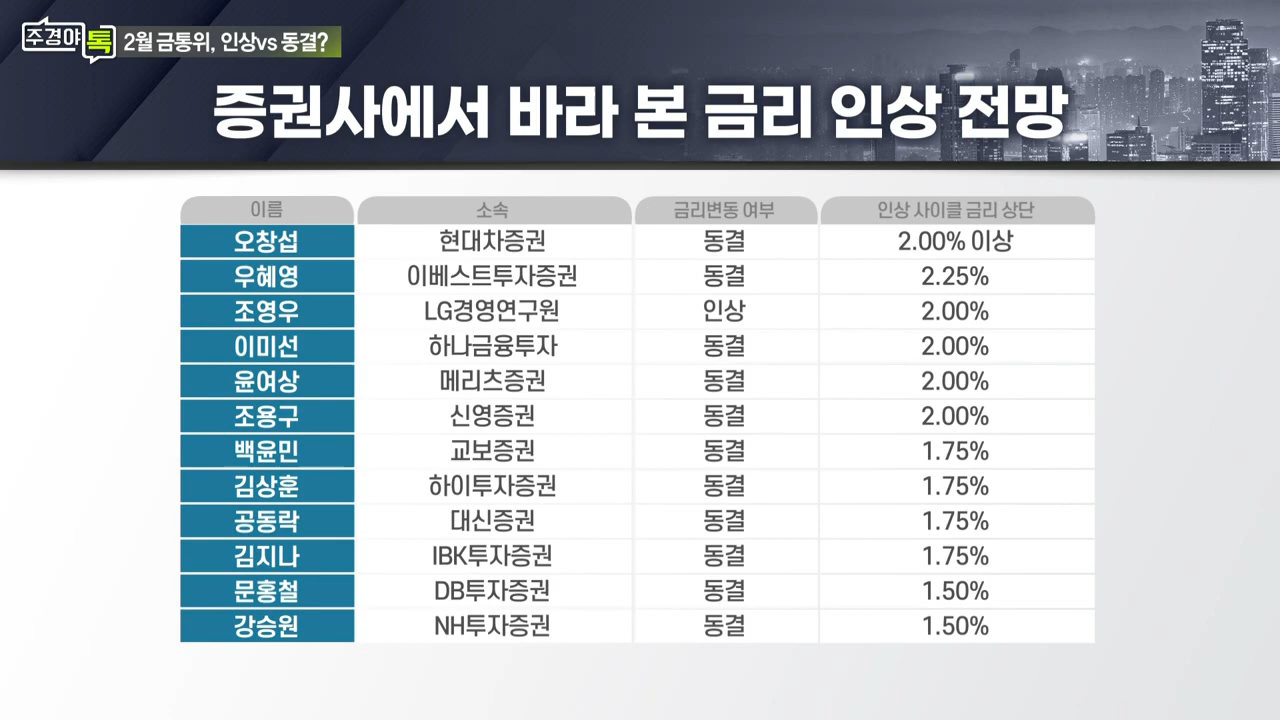 주경야톡 2월 금통위, 인상vs 동결?
증권사에서 바라 본 금리 인상 전망
이름 소속 금리변동 여부 인상 사이클 금리 상단
오창섭 현대차증권 동결 2.00% 이상
우혜영 이베스트투자증권 동결 2.25%
조영우 LG경영연구원 인상 2.00%
이미선 하나금융투자 동결 2.00%
윤여상 메리츠증권 동결 2.00%
조용구 신영증권 동결 2.00%
백윤민 교보증권 동결 1.75%
김상훈 하이투자증권 동결 1.75%
공동락 대신증권 동결 1.75%
김지나 IBK투자증권 동결 1.75%
문홍철 DB투자증권 동결 1.50%
강승원 NH투자증권 동결 1.50%